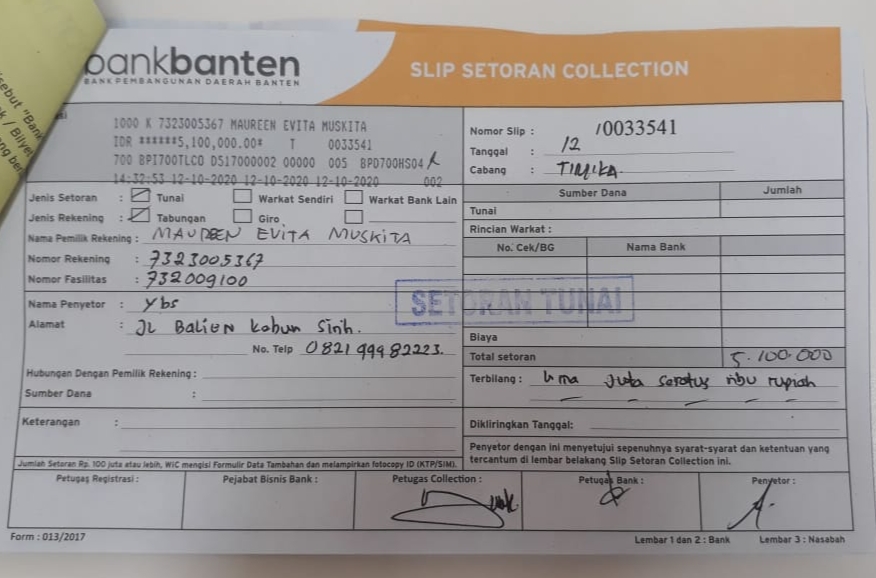 sebut "Bank
k / Bilyet
bankbanten
BANK PEMBANGUNAN DAERAH BANTEN
SLIP SETORAN COLLECTION
1000 K 7323005367 MAUREEN EVITA MUSKITA
IDR ******5,100,000.00* T 0033541
700 BPI700TLCO D517000002 00000 005 BPD700HS04
14:32:53 12-10-2020 12-10-2020 12-10-2020 002
Nomor Slip : /0033541
Tanggal : 12
Cabang : TIMIKA.
Jenis Setoran : Tunai Warkat Sendiri Warkat Bank Lain
Jenis Rekening : Tabungan Giro
Nama Pemilik Rekening : MAUREEN EVITA MUSKITA
Nomor Rekening : 7323005367
Nomor Fasilitas : 732009100
Nama Penyetor : ybs
Alamat : JL Balien Kebun Sirih.
No. Telp 082199982223.
Hubungan Dengan Pemilik Rekening :
Sumber Dana :
Keterangan :
Jumlah Setoran Rp. 100 juta atau lebih, WIC mengisi Formulir Data Tambahan dan melampirkan fotocopy ID (KTP/SIM).
Sumber Dana Jumlah
Tunai
Rincian Warkat :
No. Cek/BG Nama Bank
SETORAN TUNAI
Biaya
Total setoran 5.100.000
Terbilang : lima Juta seratus ribu rupiah
Dikliringkan Tanggal:
Penyetor dengan ini menyetujui sepenuhnya syarat-syarat dan ketentuan yang
tercantum di lembar belakang Slip Setoran Collection ini.
Petugas Registrasi : Pejabat Bisnis Bank : Petugas Collection : Petugas Bank : Penyetor :
Form : 013/2017
Lembar 1 dan 2 : Bank Lembar 3 : Nasabah